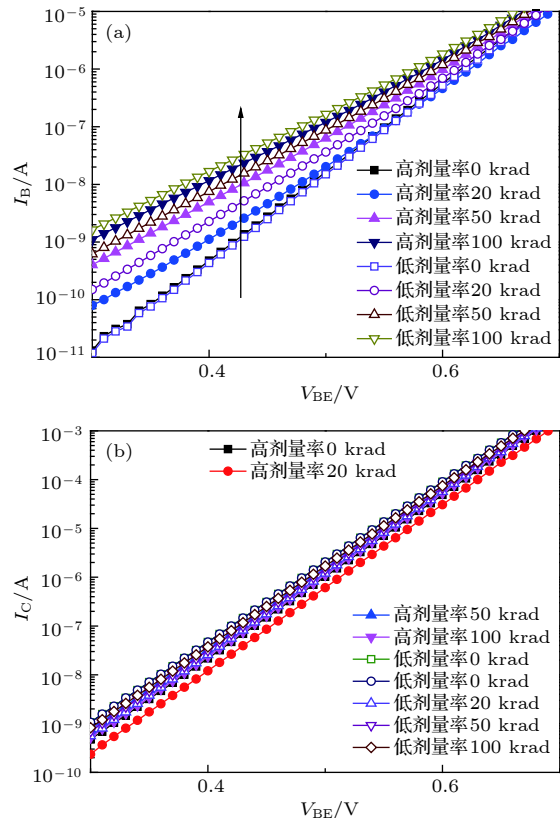 (a)
10-5
10-6
10-7
10-8
10-9
10-10
10-11
IB/A
高剂量率0 krad
高剂量率20 krad
高剂量率50 krad
高剂量率100 krad
低剂量率0 krad
低剂量率20 krad
低剂量率50 krad
低剂量率100 krad
0.4
0.6
VBE/V
(b)
10-3
10-4
10-5
10-6
10-7
10-8
10-9
10-10
IC/A
高剂量率0 krad
高剂量率20 krad
高剂量率50 krad
高剂量率100 krad
低剂量率0 krad
低剂量率0 krad
低剂量率20 krad
低剂量率50 krad
低剂量率100 krad
0.4
0.6
VBE/V